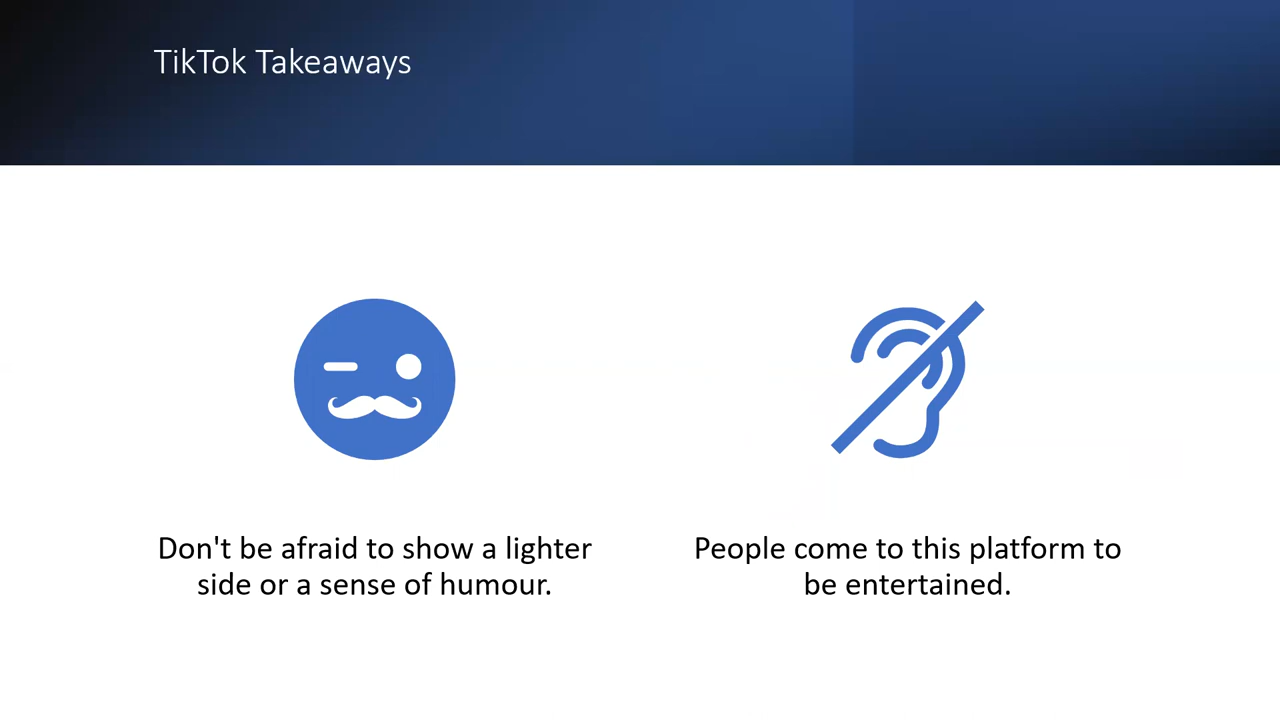 TikTok Takeaways
Don't be afraid to show a lighter
side or a sense of humour.
People come to this platform to
be entertained.